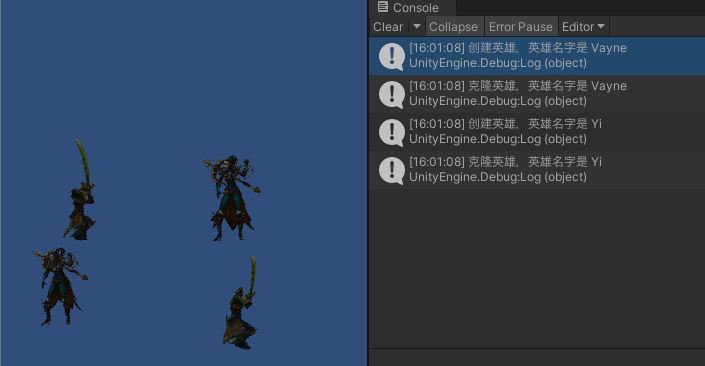 Console
Clear Collapse Error Pause Editor
[16:01:08] 创建英雄，英雄名字是 Vayne
UnityEngine.Debug:Log (object)
[16:01:08] 克隆英雄，英雄名字是 Vayne
UnityEngine.Debug:Log (object)
[16:01:08] 创建英雄，英雄名字是 Yi
UnityEngine.Debug:Log (object)
[16:01:08] 克隆英雄，英雄名字是 Yi
UnityEngine.Debug:Log (object)